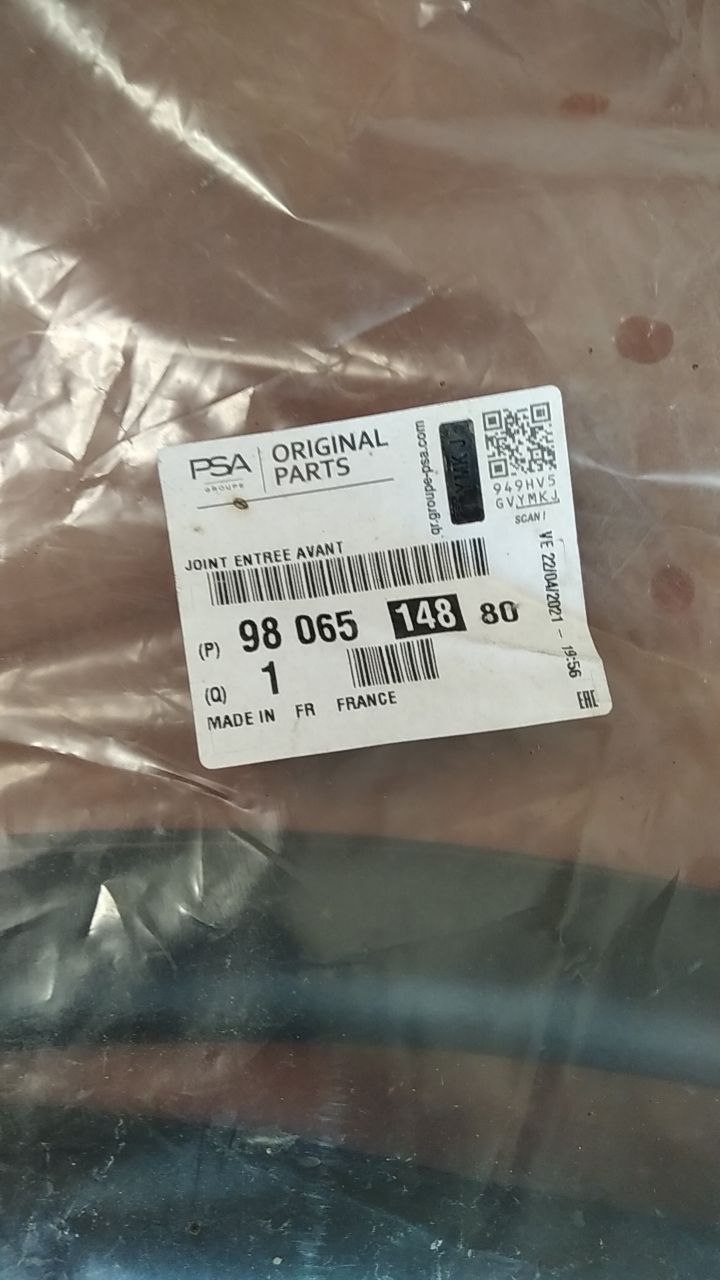 PSA
GROUPE
ORIGINAL
PARTS
qr.groupe-psa.com
YMKJ
949HV5
GVYMKJ
SCAN!
JOINT ENTREE AVANT
(P) 98 065 148 80
(Q) 1
MADE IN FR FRANCE
VE 22/04/2021 - 19:56
EAC